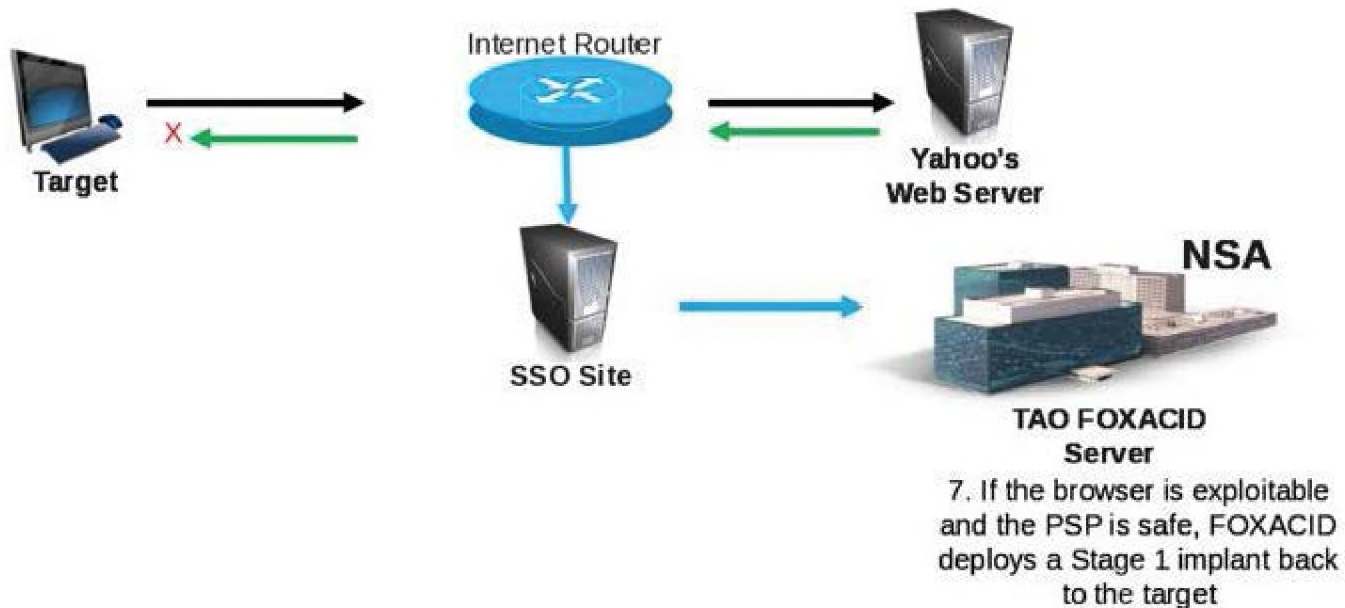 Internet Router
X
Target
Yahoo's
Web Server
SSO Site
NSA
TAO FOXACID
Server
7. If the browser is exploitable
and the PSP is safe, FOXACID
deploys a Stage 1 implant back
to the target